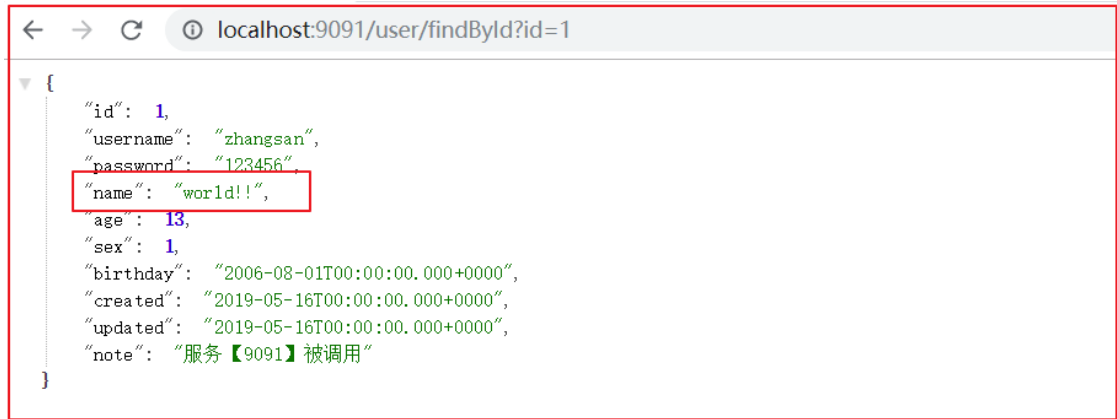 localhost:9091/user/findById?id=1
{
"id": 1,
"username": "zhangsan",
"password": "123456",
"name": "world!!",
"age": 13,
"sex": 1,
"birthday": "2006-08-01T00:00:00.000+0000",
"created": "2019-05-16T00:00:00.000+0000",
"updated": "2019-05-16T00:00:00.000+0000",
"note": "服务【9091】被调用"
}